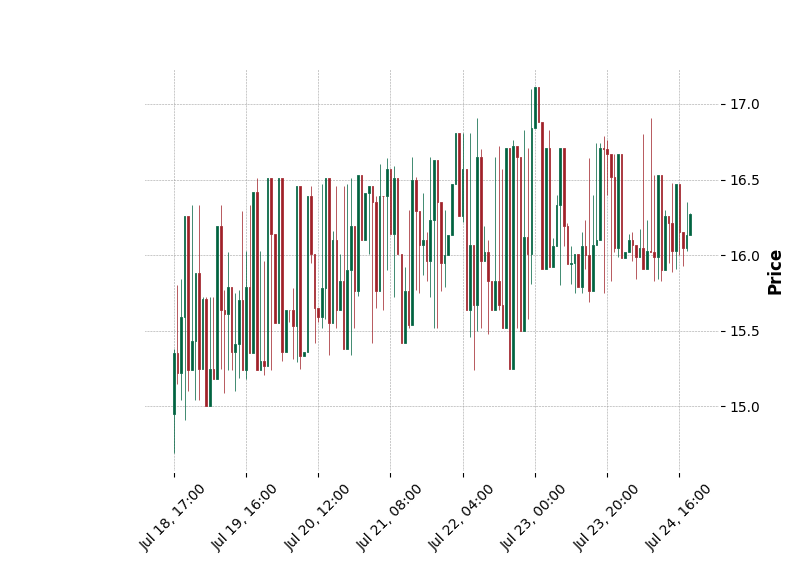 17.0
16.5
16.0
15.5
15.0
Price
Jul 18, 17:00
Jul 19, 16:00
Jul 20, 12:00
Jul 21, 08:00
Jul 22, 04:00
Jul 23, 00:00
Jul 23, 20:00
Jul 24, 16:00